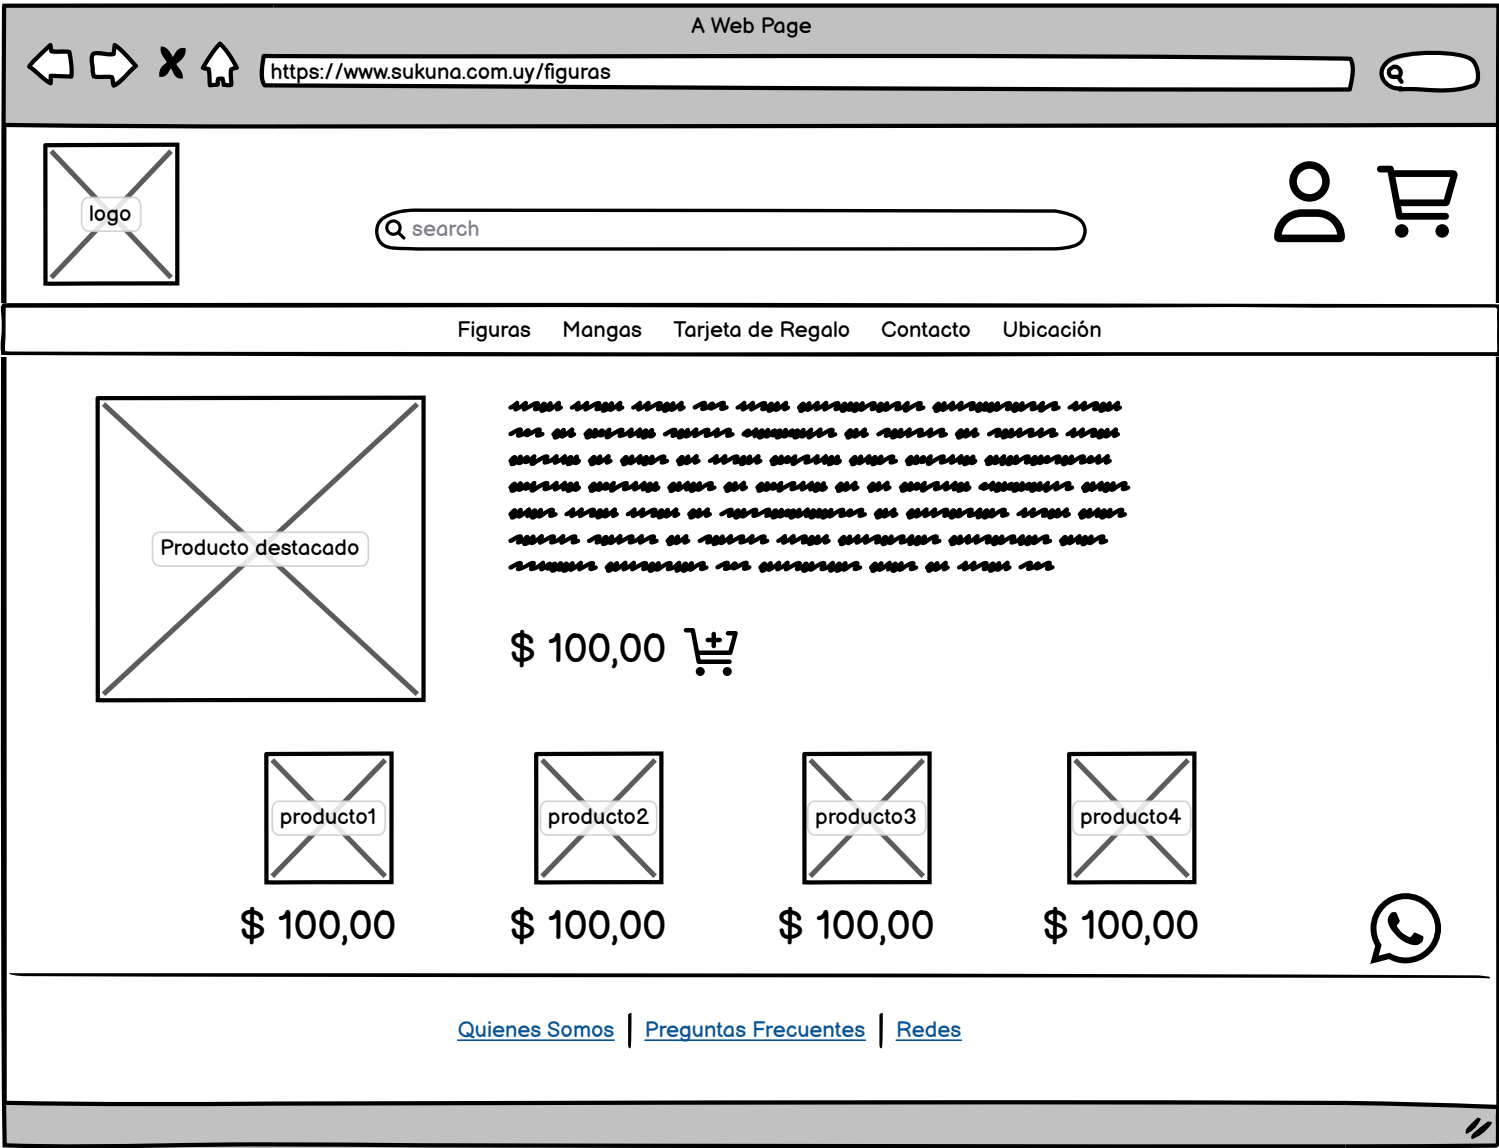 A Web Page
https://www.sukuna.com.uy/figuras
logo
search
Figuras Mangas Tarjeta de Regalo Contacto Ubicación
Producto destacado
$ 100,00
producto1 producto2 producto3 producto4
$ 100,00 $ 100,00 $ 100,00 $ 100,00
Quienes Somos Preguntas Frecuentes Redes